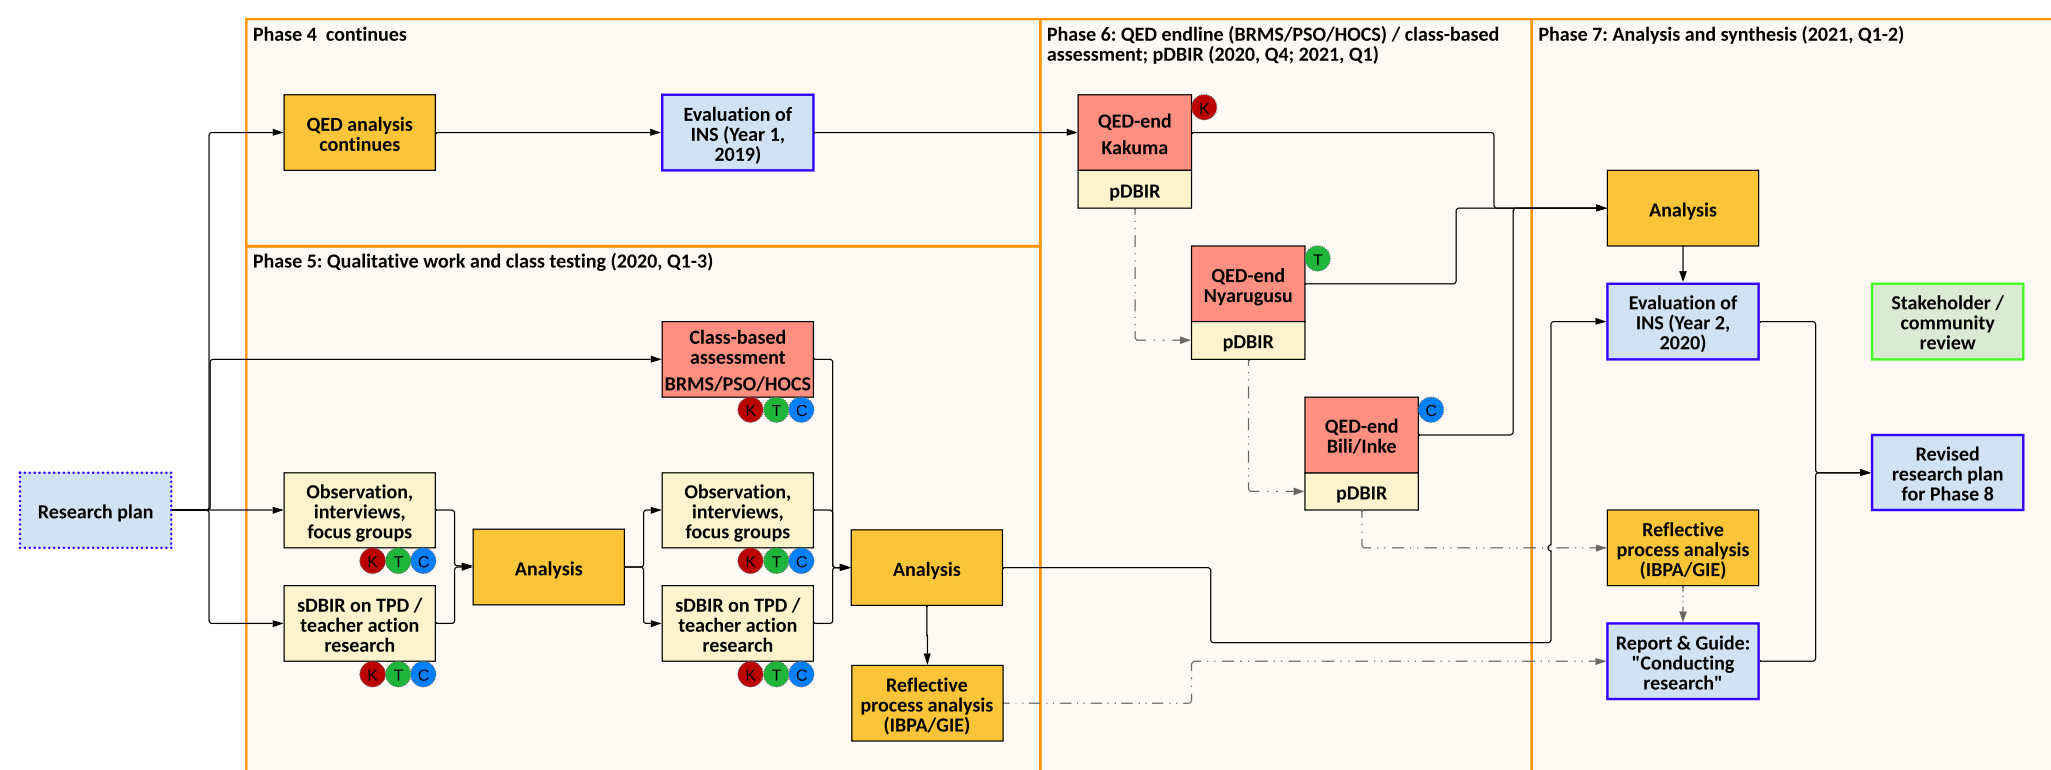 Phase 4  continues
Phase 6: QED endline (BRMS/PSO/HOCS) / class-based
assessment; pDBIR (2020, Q4; 2021, Q1)
Phase 7: Analysis and synthesis (2021, Q1-2)
QED analysis
continues
Evaluation of
INS (Year 1,
2019)
QED-end
Kakuma
pDBIR
K
Phase 5: Qualitative work and class testing (2020, Q1-3)
QED-end
Nyarugusu
pDBIR
T
QED-end
Bili/Inke
pDBIR
C
Analysis
Evaluation of
INS (Year 2,
2020)
Stakeholder /
community
review
Class-based
assessment
BRMS/PSO/HOCS
K T C
Research plan
Observation,
interviews,
focus groups
K T C
sDBIR on TPD /
teacher action
research
K T C
Analysis
Observation,
interviews,
focus groups
K T C
sDBIR on TPD /
teacher action
research
K T C
Analysis
Reflective
process analysis
(IBPA/GIE)
Revised
research plan
for Phase 8
Reflective
process analysis
(IBPA/GIE)
Report & Guide:
"Conducting
research"